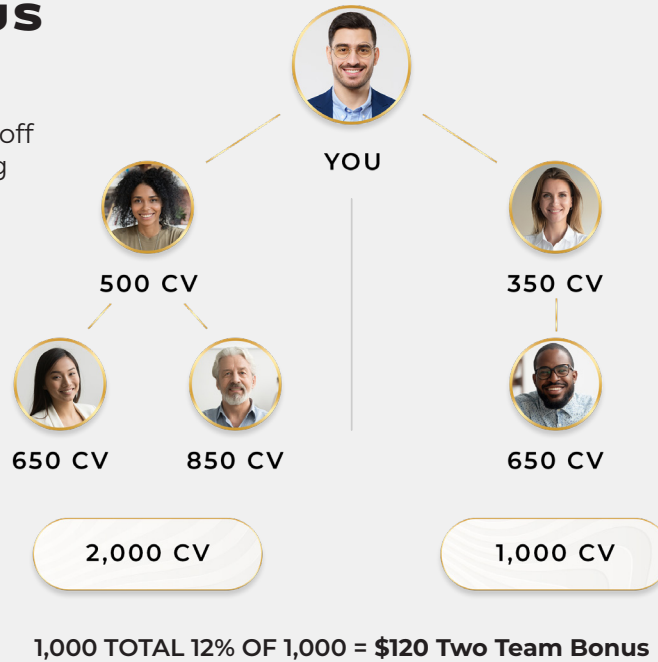 off
YOU
500 CV
350 CV
650 CV
850 CV
650 CV
2,000 CV
1,000 CV
1,000 TOTAL 12% OF 1,000 = $120 Two Team Bonus